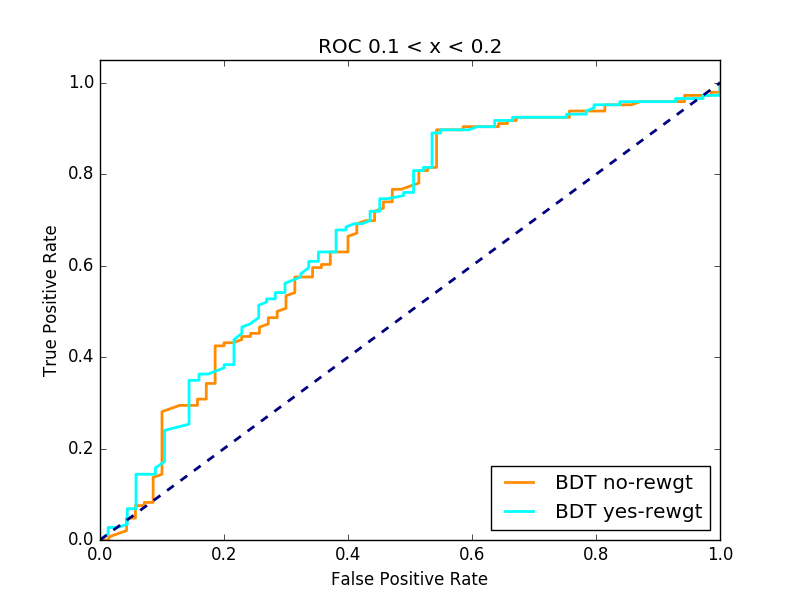 ROC 0.1 < x < 0.2
True Positive Rate
1.0
0.8
0.6
0.4
0.2
0.0
0.0 0.2 0.4 0.6 0.8 1.0
False Positive Rate
BDT no-rewgt
BDT yes-rewgt